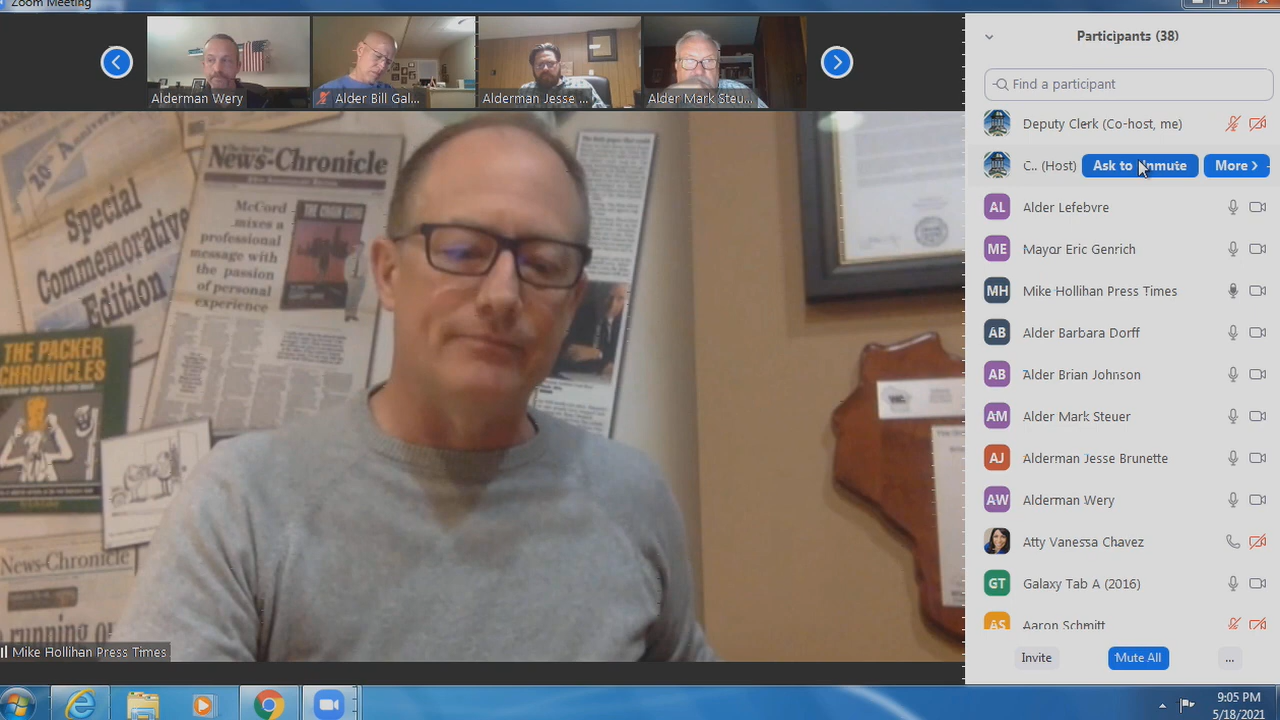 Zoom Meeting
Alderman Wery
Alder Bill Gal...
Alderman Jesse ...
Alder Mark Steu...
Participants (38)
Find a participant
Deputy Clerk (Co-host, me)
C.. (Host)
Ask to Unmute
More
Alder Lefebvre
Mayor Eric Genrich
Mike Hollihan Press Times
Alder Barbara Dorff
Alder Brian Johnson
Alder Mark Steuer
Alderman Jesse Brunette
Alderman Wery
Atty Vanessa Chavez
Galaxy Tab A (2016)
Aaron Schmitt
AL
ME
MH
AB
AB
AM
AJ
AW
GT
AS
Invite
Mute All
...
Anniversary
Special
Commemorative
Edition
News-Chronicle
McCord
mixes a
professional
message with
the passion
of personal
experience
THE PACKER
CHRONICLES
News-Chronicle
running
Mike Hollihan Press Times
9:05 PM
5/18/2021